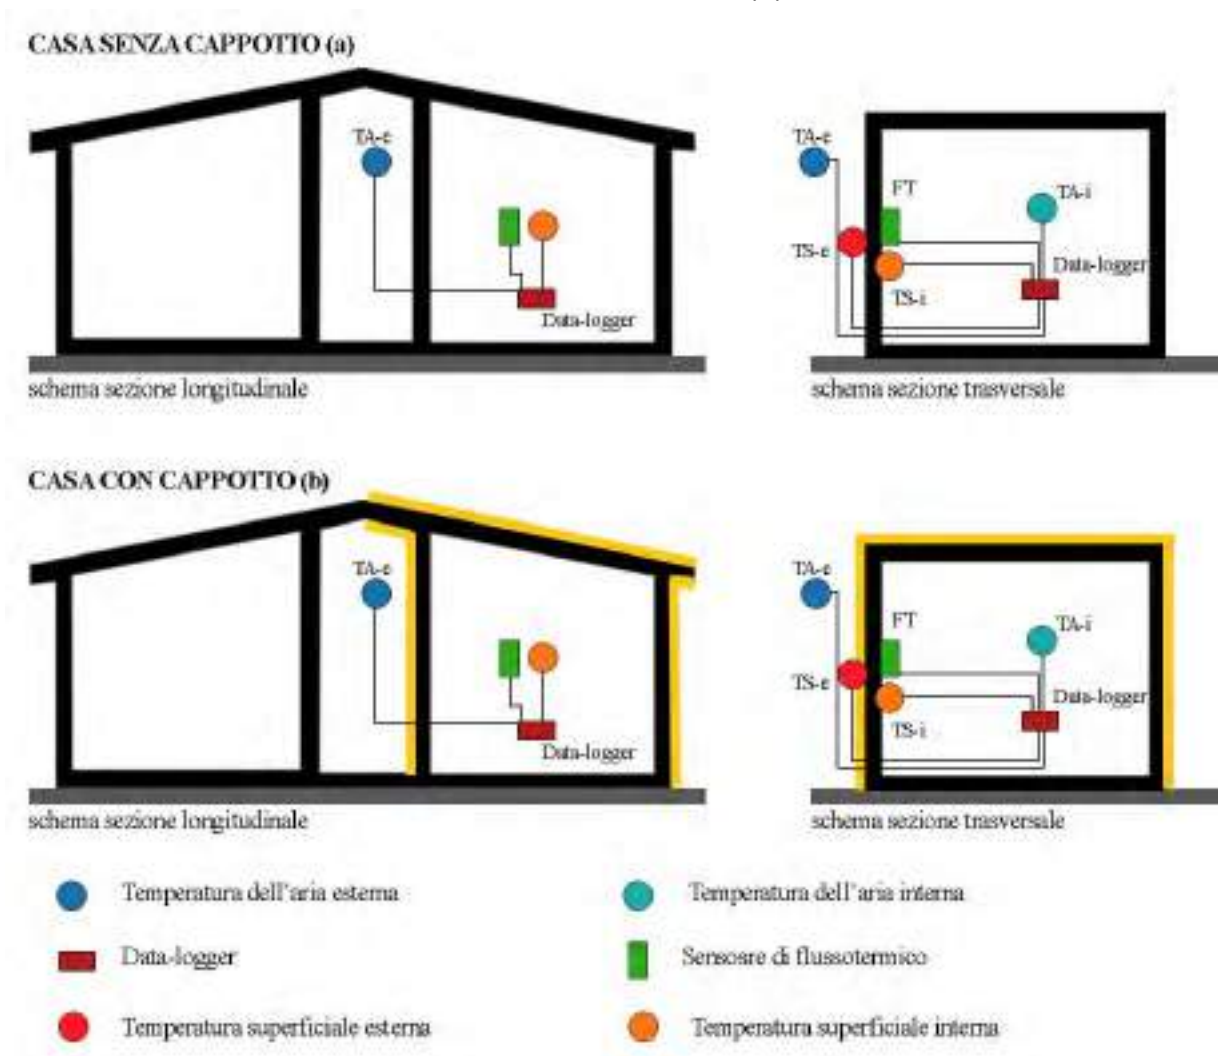 CASA SENZA CAPPOTTO (a)
TA-e
Data-logger
schema sezione longitudinale
TA-e
FT
TA-i
TS-e
Data-logger
TS-i
schema sezione trasversale
CASA CON CAPPOTTO (b)
TA-e
Data-logger
schema sezione longitudinale
TA-e
FT
TA-i
TS-e
Data-logger
TS-i
schema sezione trasversale
Temperatura dell'aria esterna
Temperatura dell'aria interna
Data-logger
Sensosre di flussotermico
Temperatura superficiale esterna
Temperatura superficiale interna